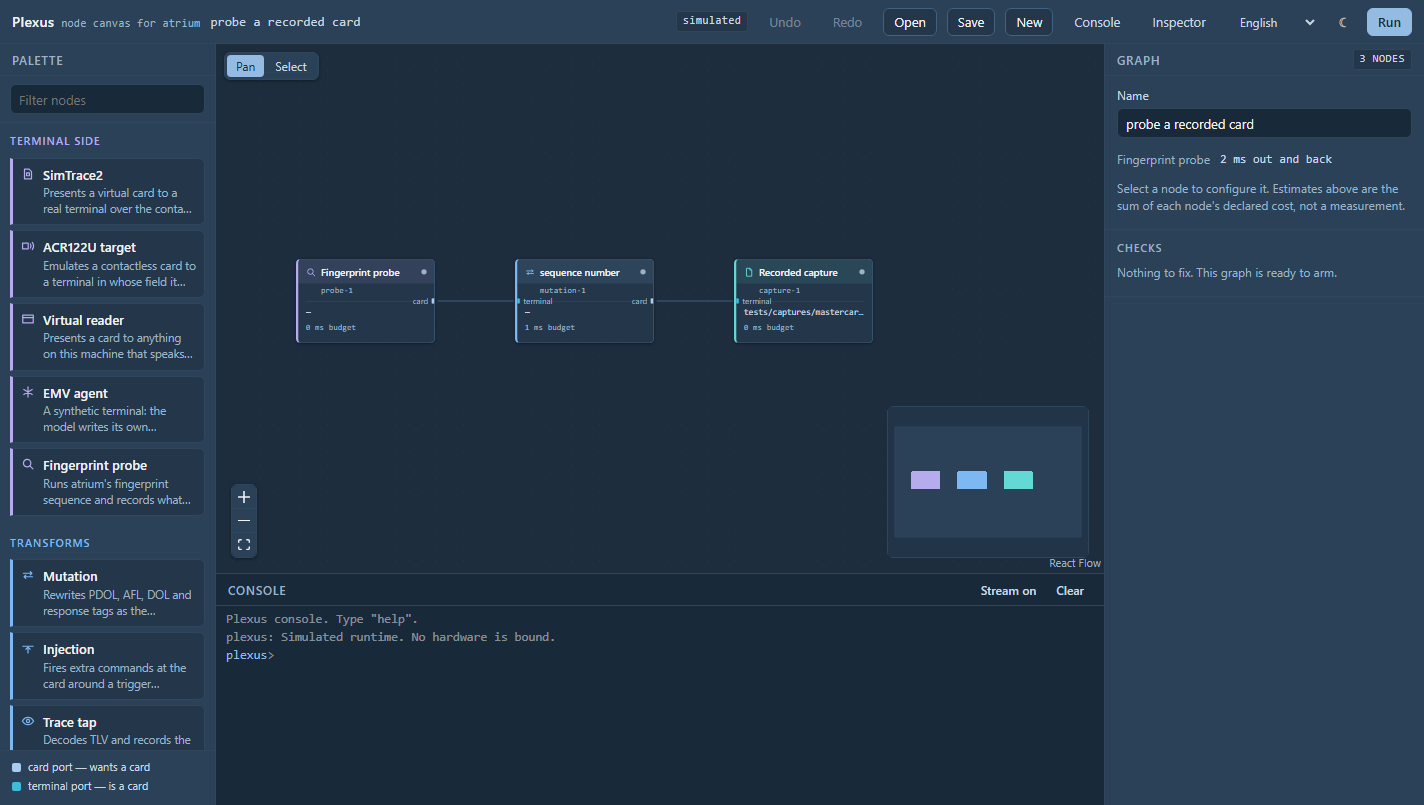 Plexus node canvas for atrium probe a recorded card
simulated Undo Redo Open Save New Console Inspector English Run
PALETTE
Filter nodes
TERMINAL SIDE
SimTrace2
Presents a virtual card to a
real terminal over the conta...
ACR122U target
Emulates a contactless card to
a terminal in whose field it...
Virtual reader
Presents a card to anything
on this machine that speaks...
EMV agent
A synthetic terminal: the
model writes its own...
Fingerprint probe
Runs atrium's fingerprint
sequence and records what...
TRANSFORMS
Mutation
Rewrites PDOL, AFL, DOL and
response tags as the...
Injection
Fires extra commands at the
card around a trigger...
Trace tap
Decodes TLV and records the
card port — wants a card
terminal port — is a card
Pan Select
Fingerprint probe
probe-1
card
—
0 ms budget
sequence number
mutation-1
terminal card
—
1 ms budget
Recorded capture
capture-1
terminal
tests/captures/mastercar...
0 ms budget
React Flow
CONSOLE Stream on Clear
Plexus console. Type "help".
plexus: Simulated runtime. No hardware is bound.
plexus>
GRAPH 3 NODES
Name
probe a recorded card
Fingerprint probe 2 ms out and back
Select a node to configure it. Estimates above are the
sum of each node's declared cost, not a measurement.
CHECKS
Nothing to fix. This graph is ready to arm.